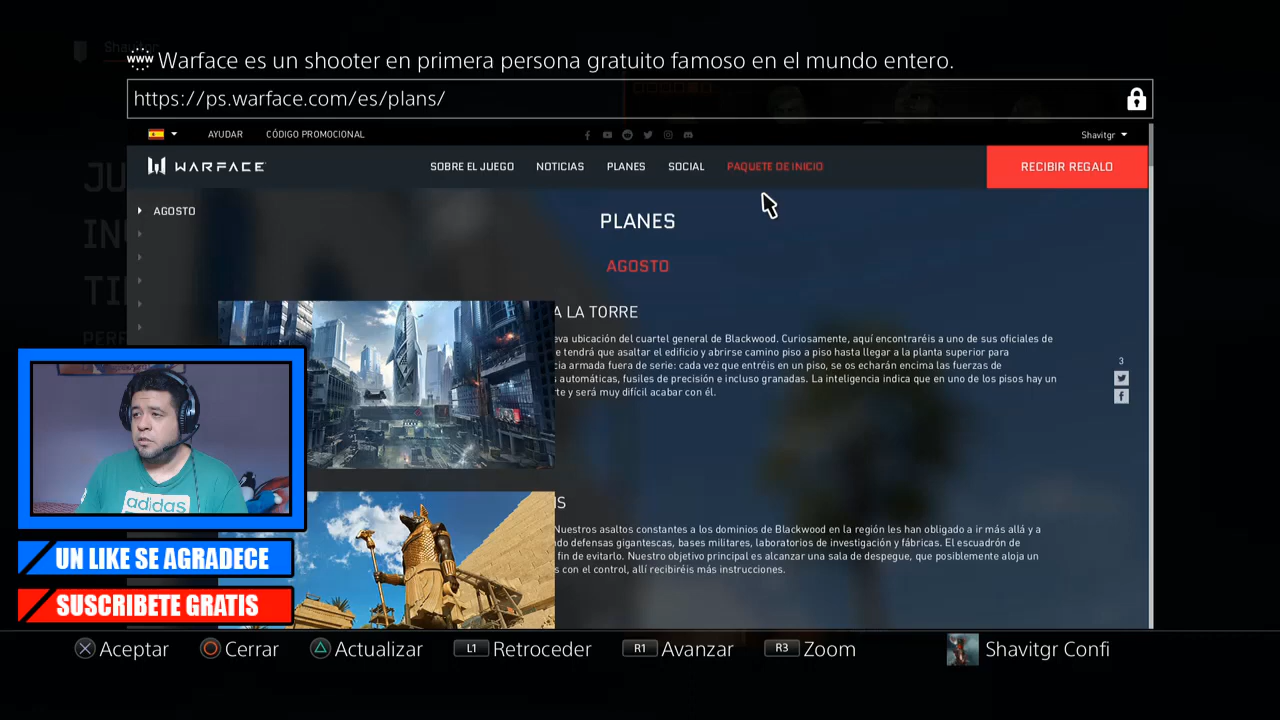 Warface es un shooter en primera persona gratuito famoso en el mundo entero.
https://ps.warface.com/es/plans/
AYUDAR CÓDIGO PROMOCIONAL Shavitgr
WARFACE SOBRE EL JUEGO NOTICIAS PLANES SOCIAL PAQUETE DE INICIO RECIBIR REGALO
AGOSTO
PLANES
AGOSTO
A LA TORRE
eva ubicación del cuartel general de Blackwood. Curiosamente, aquí encontraréis a uno de sus oficiales de
e tendrá que asaltar el edificio y abrirse camino piso a piso hasta llegar a la planta superior para
cia armada fuera de serie: cada vez que entréis en un piso, se os echarán encima las fuerzas de
s automáticas, fusiles de precisión e incluso granadas. La inteligencia indica que en uno de los pisos hay un
rte y será muy difícil acabar con él.
3
IS
Nuestros asaltos constantes a los dominios de Blackwood en la región les han obligado a ir más allá y a
ndo defensas gigantescas, bases militares, laboratorios de investigación y fábricas. El escuadrón de
fin de evitarlo. Nuestro objetivo principal es alcanzar una sala de despegue, que posiblemente aloja un
s con el control, allí recibiréis más instrucciones.
adidas
UN LIKE SE AGRADECE
SUSCRIBETE GRATIS
Aceptar Cerrar Actualizar L1 Retroceder R1 Avanzar R3 Zoom Shavitgr Confi